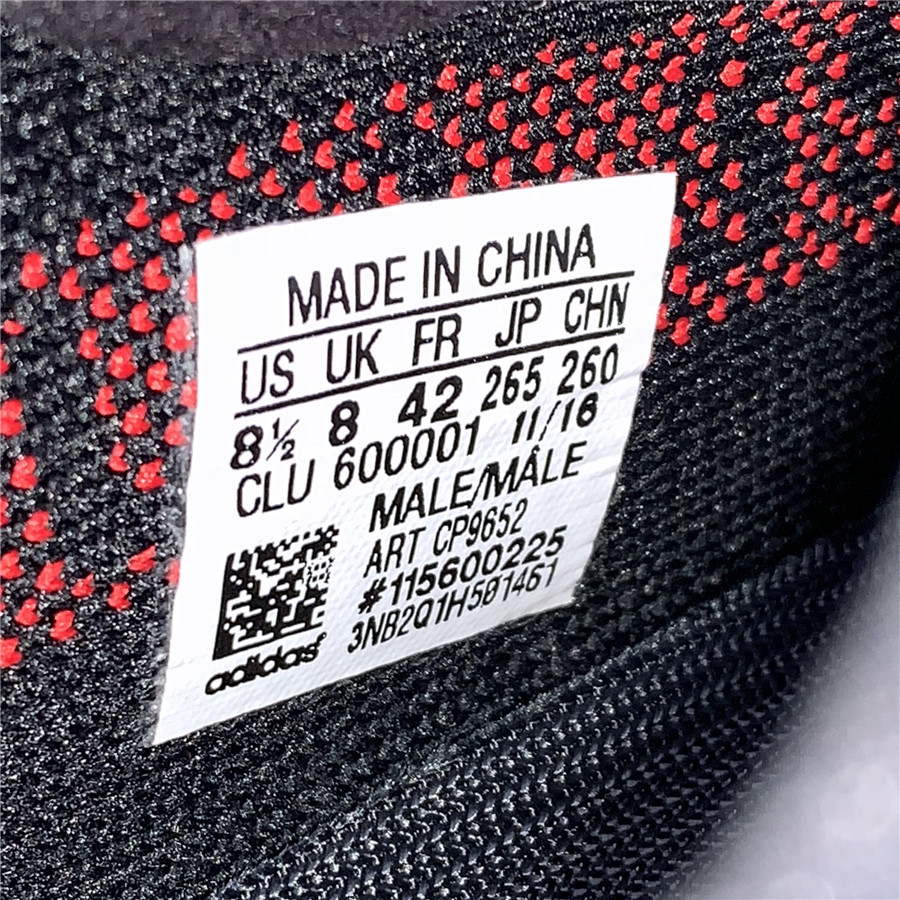 MADE IN CHINA
US UK FR JP CHN
8½ 8 42 265 260
CLU 600001 11/16
MALE/MÂLE
ART CP9652
#115600225
3NB2Q1H501461
adidas